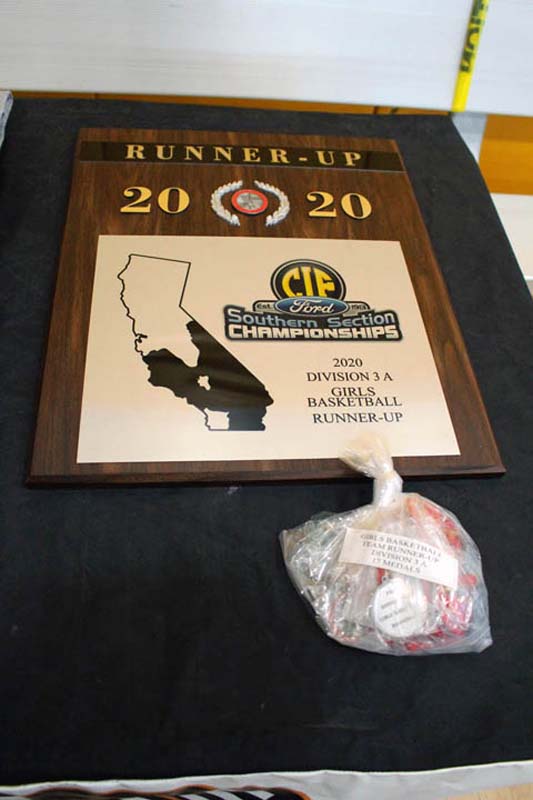 RUNNER-UP
20 20
CIF
Est. Ford 1913
Southern Section
CHAMPIONSHIPS
2020
DIVISION 3 A
GIRLS
BASKETBALL
RUNNER-UP
GIRLS BASKETBALL
TEAM RUNNER-UP
DIVISION 3 A
17 MEDALS